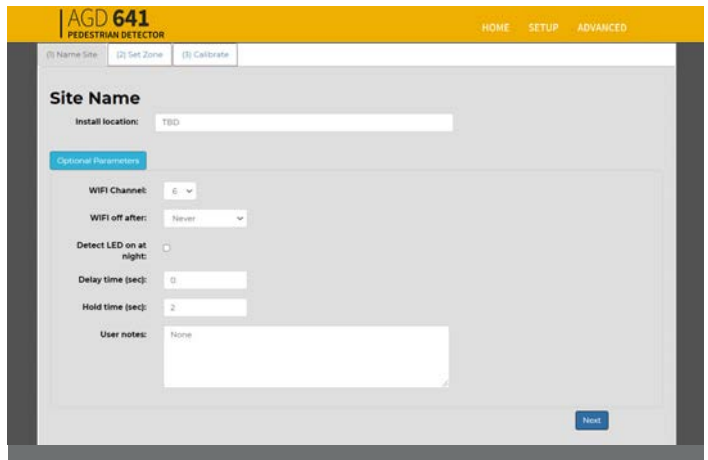 AGD 641
PEDESTRIAN DETECTOR
HOME SETUP ADVANCED
(1) Name Site (2) Set Zone (3) Calibrate
Site Name
Install location: TBD
Optional Parameters
WIFI Channel: 6
WIFI off after: Never
Detect LED on at
night:
Delay time (sec): 0
Hold time (sec): 2
User notes: None
Next